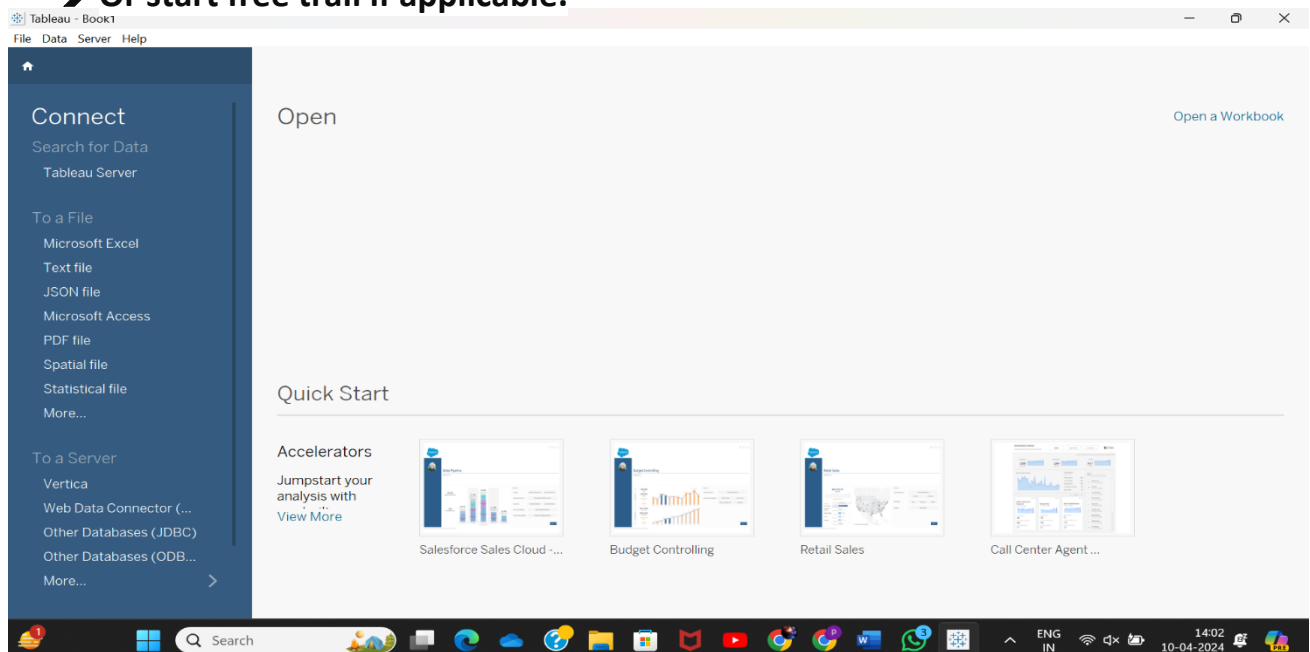 Or start free trail if applicable.
Tableau - Book1
File Data Server Help
Connect
Search for Data
Tableau Server
To a File
Microsoft Excel
Text file
JSON file
Microsoft Access
PDF file
Spatial file
Statistical file
More...
To a Server
Vertica
Web Data Connector (...
Other Databases (JDBC)
Other Databases (ODB...
More...
Open
Open a Workbook
Quick Start
Accelerators
Jumpstart your
analysis with
View More
Salesforce Sales Cloud -...
Budget Controlling
Retail Sales
Call Center Agent ...
1
Search
3
ENG
IN
14:02
10-04-2024
PRE